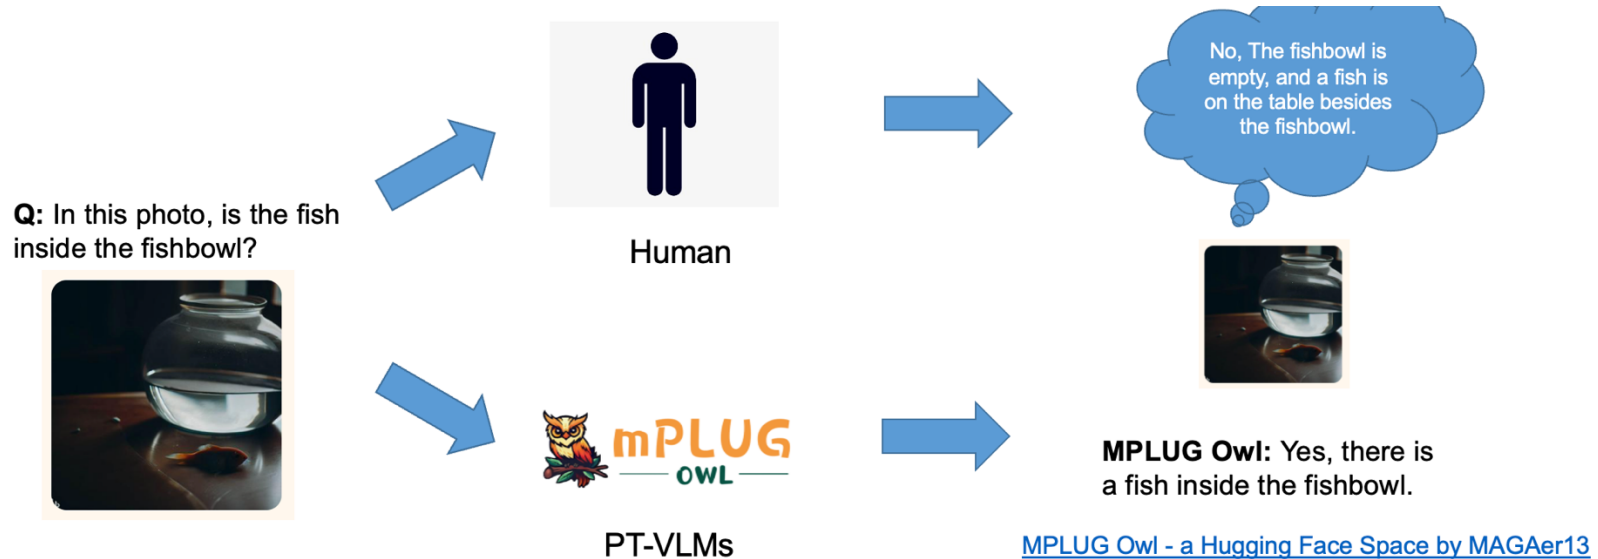 Q: In this photo, is the fish
inside the fishbowl?
Human
No, The fishbowl is
empty, and a fish is
on the table besides
the fishbowl.
mPLUG
OWL
PT-VLMs
MPLUG Owl: Yes, there is
a fish inside the fishbowl.
MPLUG Owl - a Hugging Face Space by MAGAer13